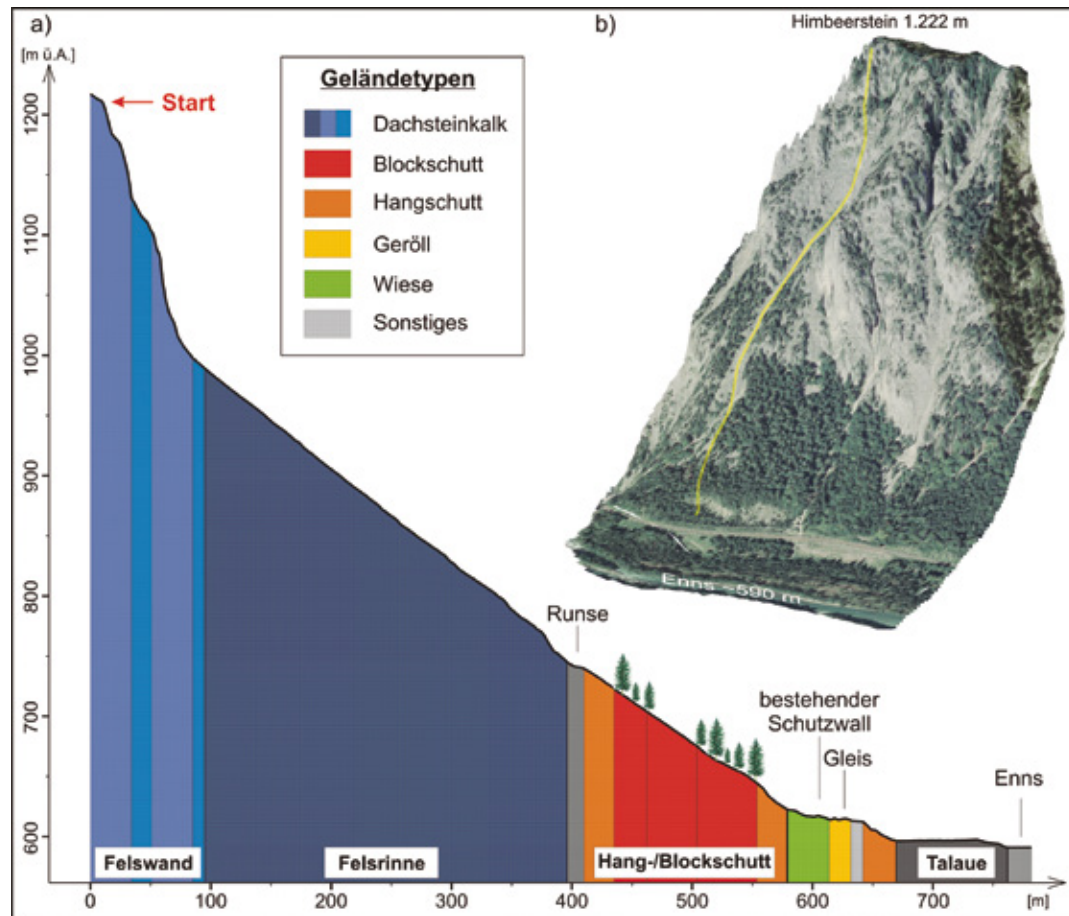 a)
[m ü.A.]
1200
1100
1000
900
800
700
600
Start
Geländetypen
Dachsteinkalk
Blockschutt
Hangschutt
Geröll
Wiese
Sonstiges
b)
Himbeerstein 1.222 m
Enns ~590 m
Runse
bestehender
Schutzwall
Gleis
Enns
Felswand
Felsrinne
Hang-/Blockschutt
Talaue
0
100
200
300
400
500
600
700
[m]